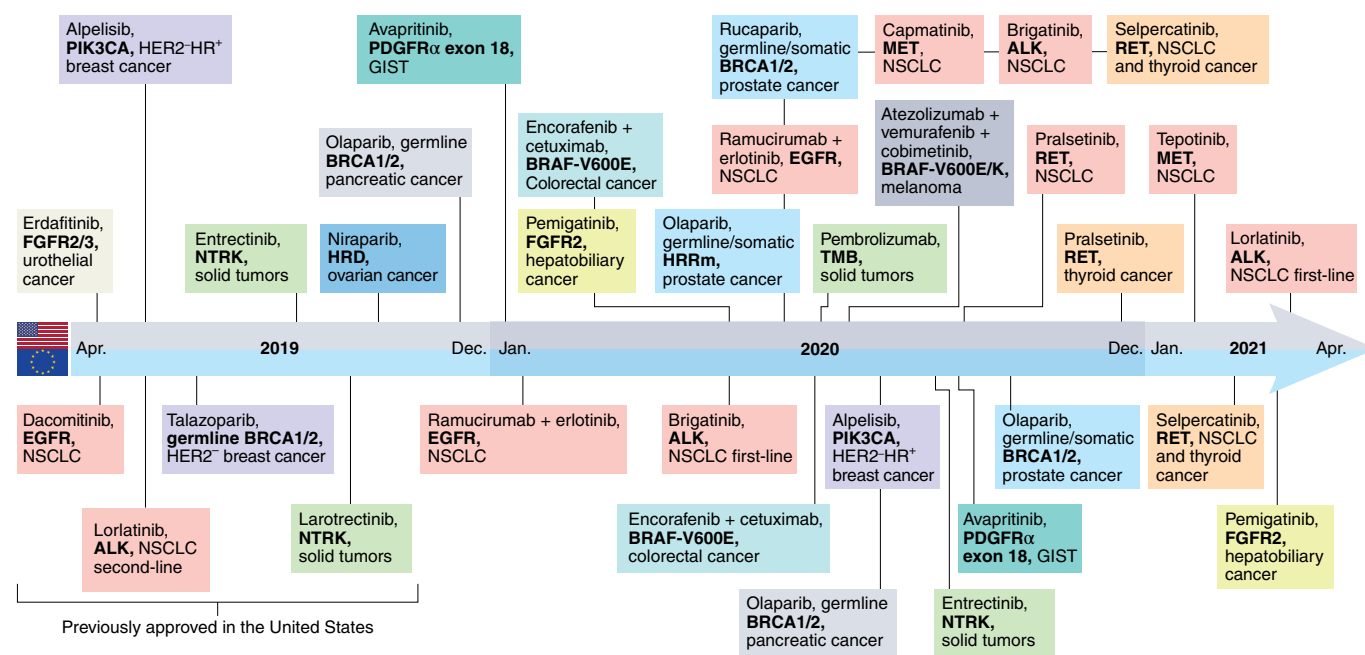 Alpelisib,
PIK3CA, HER2⁻HR⁺
breast cancer
Avapritinib,
PDGFRα exon 18,
GIST
Rucaparib,
germline/somatic
BRCA1/2,
prostate cancer
Capmatinib,
MET,
NSCLC
Brigatinib,
ALK,
NSCLC
Selpercatinib,
RET, NSCLC
and thyroid cancer
Olaparib, germline
BRCA1/2,
pancreatic cancer
Encorafenib +
cetuximab,
BRAF-V600E,
Colorectal cancer
Ramucirumab +
erlotinib, EGFR,
NSCLC
Atezolizumab +
vemurafenib +
cobimetinib,
BRAF-V600E/K,
melanoma
Pralsetinib,
RET,
NSCLC
Tepotinib,
MET,
NSCLC
Erdafitinib,
FGFR2/3,
urothelial
cancer
Entrectinib,
NTRK,
solid tumors
Niraparib,
HRD,
ovarian cancer
Pemigatinib,
FGFR2,
hepatobiliary
cancer
Olaparib,
germline/somatic
HRRm,
prostate cancer
Pembrolizumab,
TMB,
solid tumors
Pralsetinib,
RET,
thyroid cancer
Lorlatinib,
ALK,
NSCLC first-line
Apr. 2019 Dec. Jan. 2020 Dec. Jan. 2021 Apr.
Dacomitinib,
EGFR,
NSCLC
Talazoparib,
germline BRCA1/2,
HER2⁻ breast cancer
Ramucirumab + erlotinib,
EGFR,
NSCLC
Brigatinib,
ALK,
NSCLC first-line
Alpelisib,
PIK3CA,
HER2⁻HR⁺
breast cancer
Olaparib,
germline/somatic
BRCA1/2,
prostate cancer
Selpercatinib,
RET, NSCLC
and thyroid
cancer
Lorlatinib,
ALK, NSCLC
second-line
Larotrectinib,
NTRK,
solid tumors
Encorafenib + cetuximab,
BRAF-V600E,
colorectal cancer
Avapritinib,
PDGFRα
exon 18, GIST
Pemigatinib,
FGFR2,
hepatobiliary
cancer
Olaparib, germline
BRCA1/2,
pancreatic cancer
Entrectinib,
NTRK,
solid tumors
Previously approved in the United States